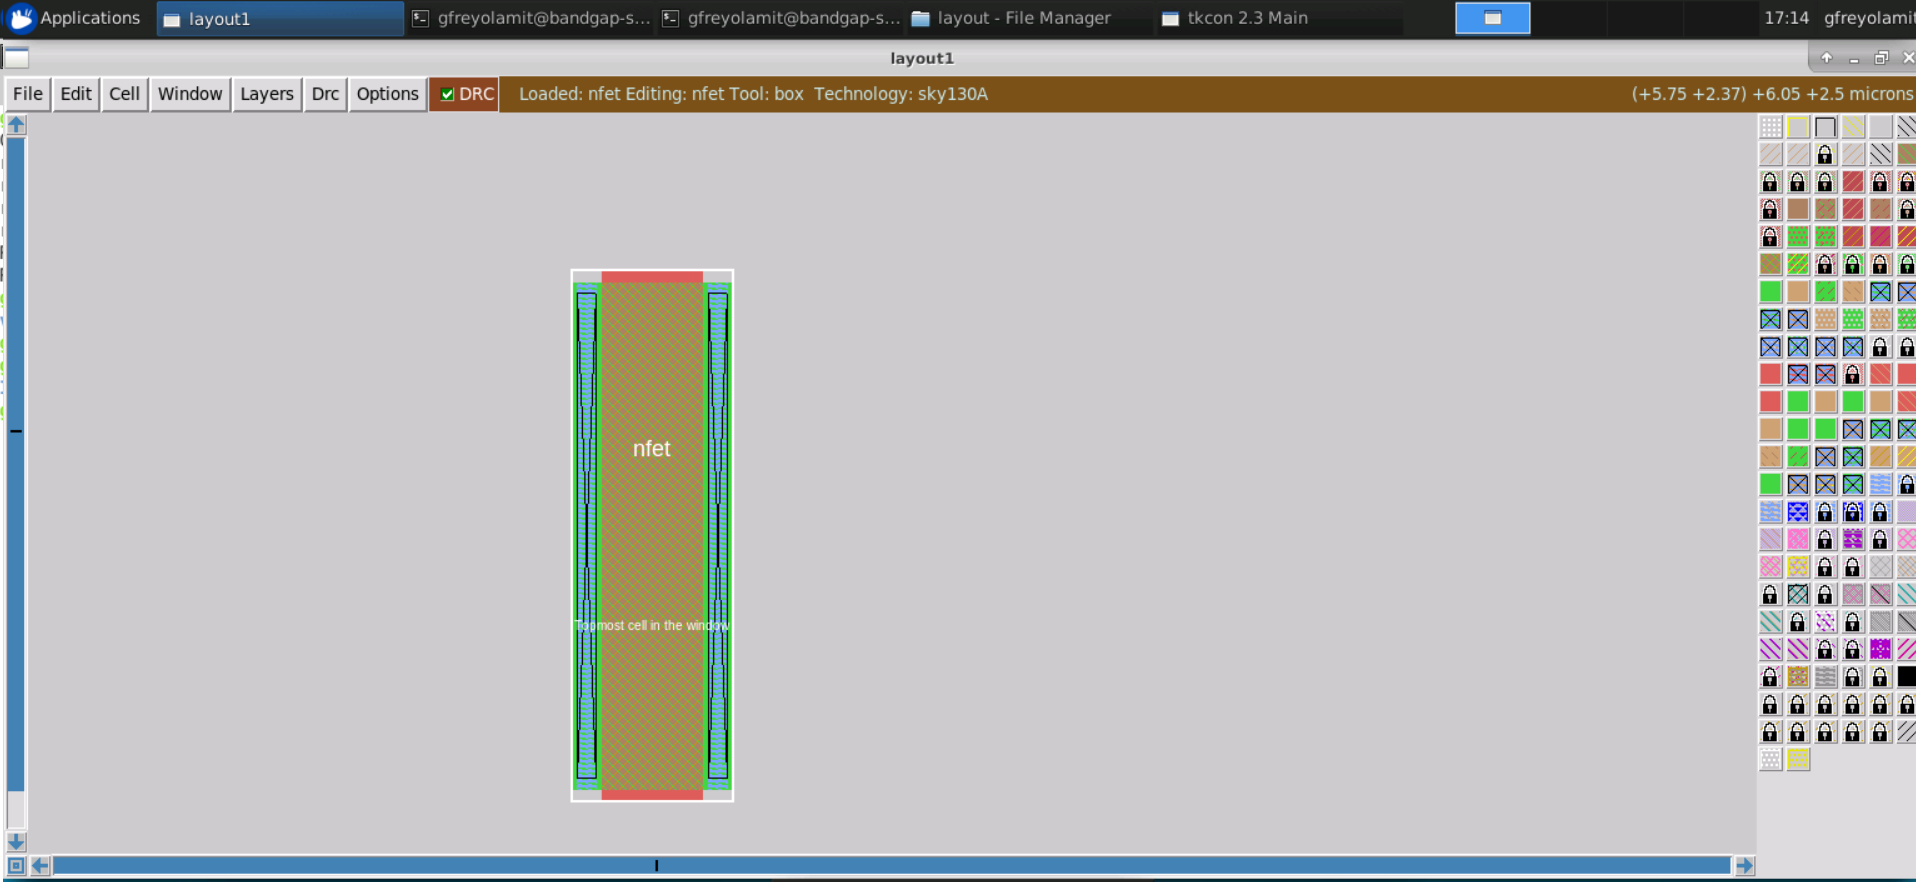 Applications layout1 gfreyolamit@bandgap-s... gfreyolamit@bandgap-s... layout - File Manager tkcon 2.3 Main 17:14 gfreyolamit
layout1
File Edit Cell Window Layers Drc Options DRC Loaded: nfet Editing: nfet Tool: box Technology: sky130A (+5.75 +2.37) +6.05 +2.5 microns
nfet
Topmost cell in the window